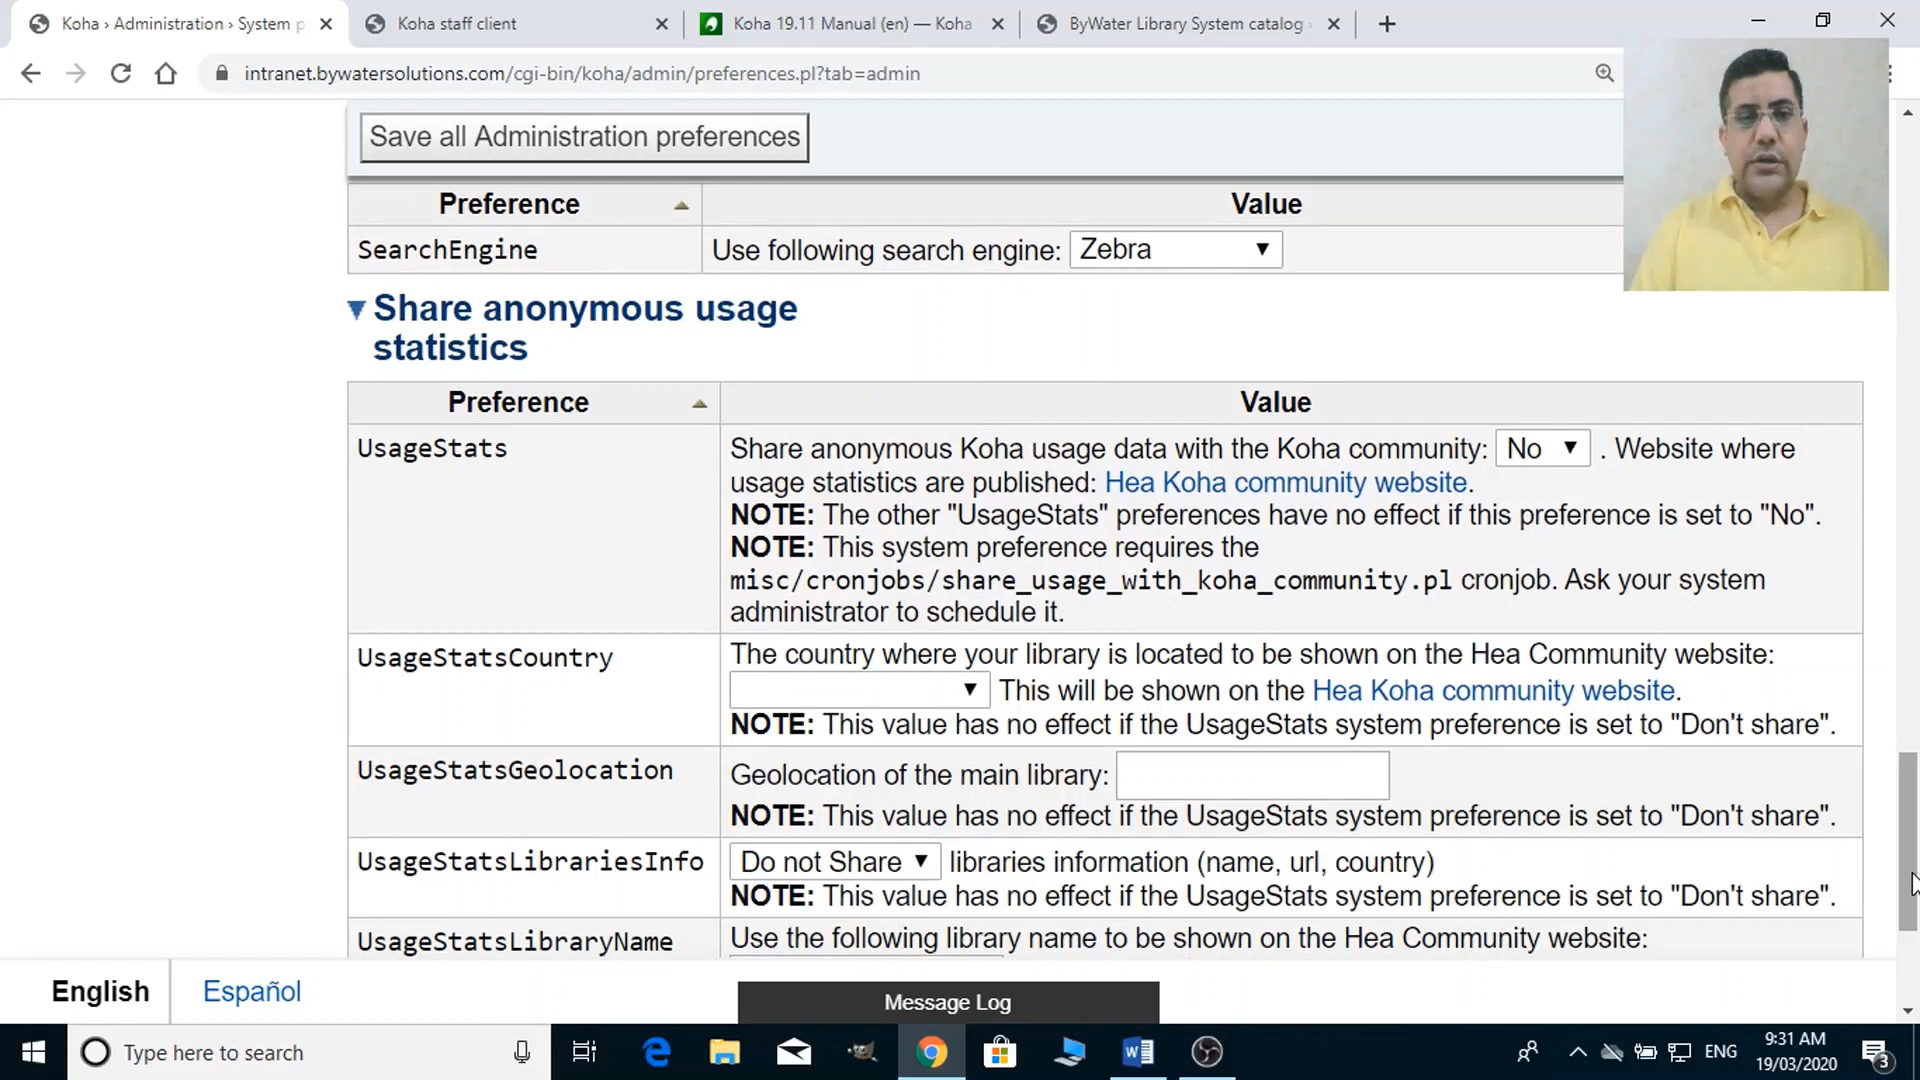 Koha › Administration › System p
Koha staff client
Koha 19.11 Manual (en) — Koha
ByWater Library System catalog ›
intranet.bywatersolutions.com/cgi-bin/koha/admin/preferences.pl?tab=admin
Save all Administration preferences
Preference Value
SearchEngine Use following search engine: Zebra
Share anonymous usage
statistics
Preference Value
UsageStats Share anonymous Koha usage data with the Koha community: No . Website where
usage statistics are published: Hea Koha community website.
NOTE: The other "UsageStats" preferences have no effect if this preference is set to "No".
NOTE: This system preference requires the
misc/cronjobs/share_usage_with_koha_community.pl cronjob. Ask your system
administrator to schedule it.
UsageStatsCountry The country where your library is located to be shown on the Hea Community website:
This will be shown on the Hea Koha community website.
NOTE: This value has no effect if the UsageStats system preference is set to "Don't share".
UsageStatsGeolocation Geolocation of the main library:
NOTE: This value has no effect if the UsageStats system preference is set to "Don't share".
UsageStatsLibrariesInfo Do not Share libraries information (name, url, country)
NOTE: This value has no effect if the UsageStats system preference is set to "Don't share".
UsageStatsLibraryName Use the following library name to be shown on the Hea Community website:
English Español
Message Log
Type here to search
ENG
9:31 AM
19/03/2020
3